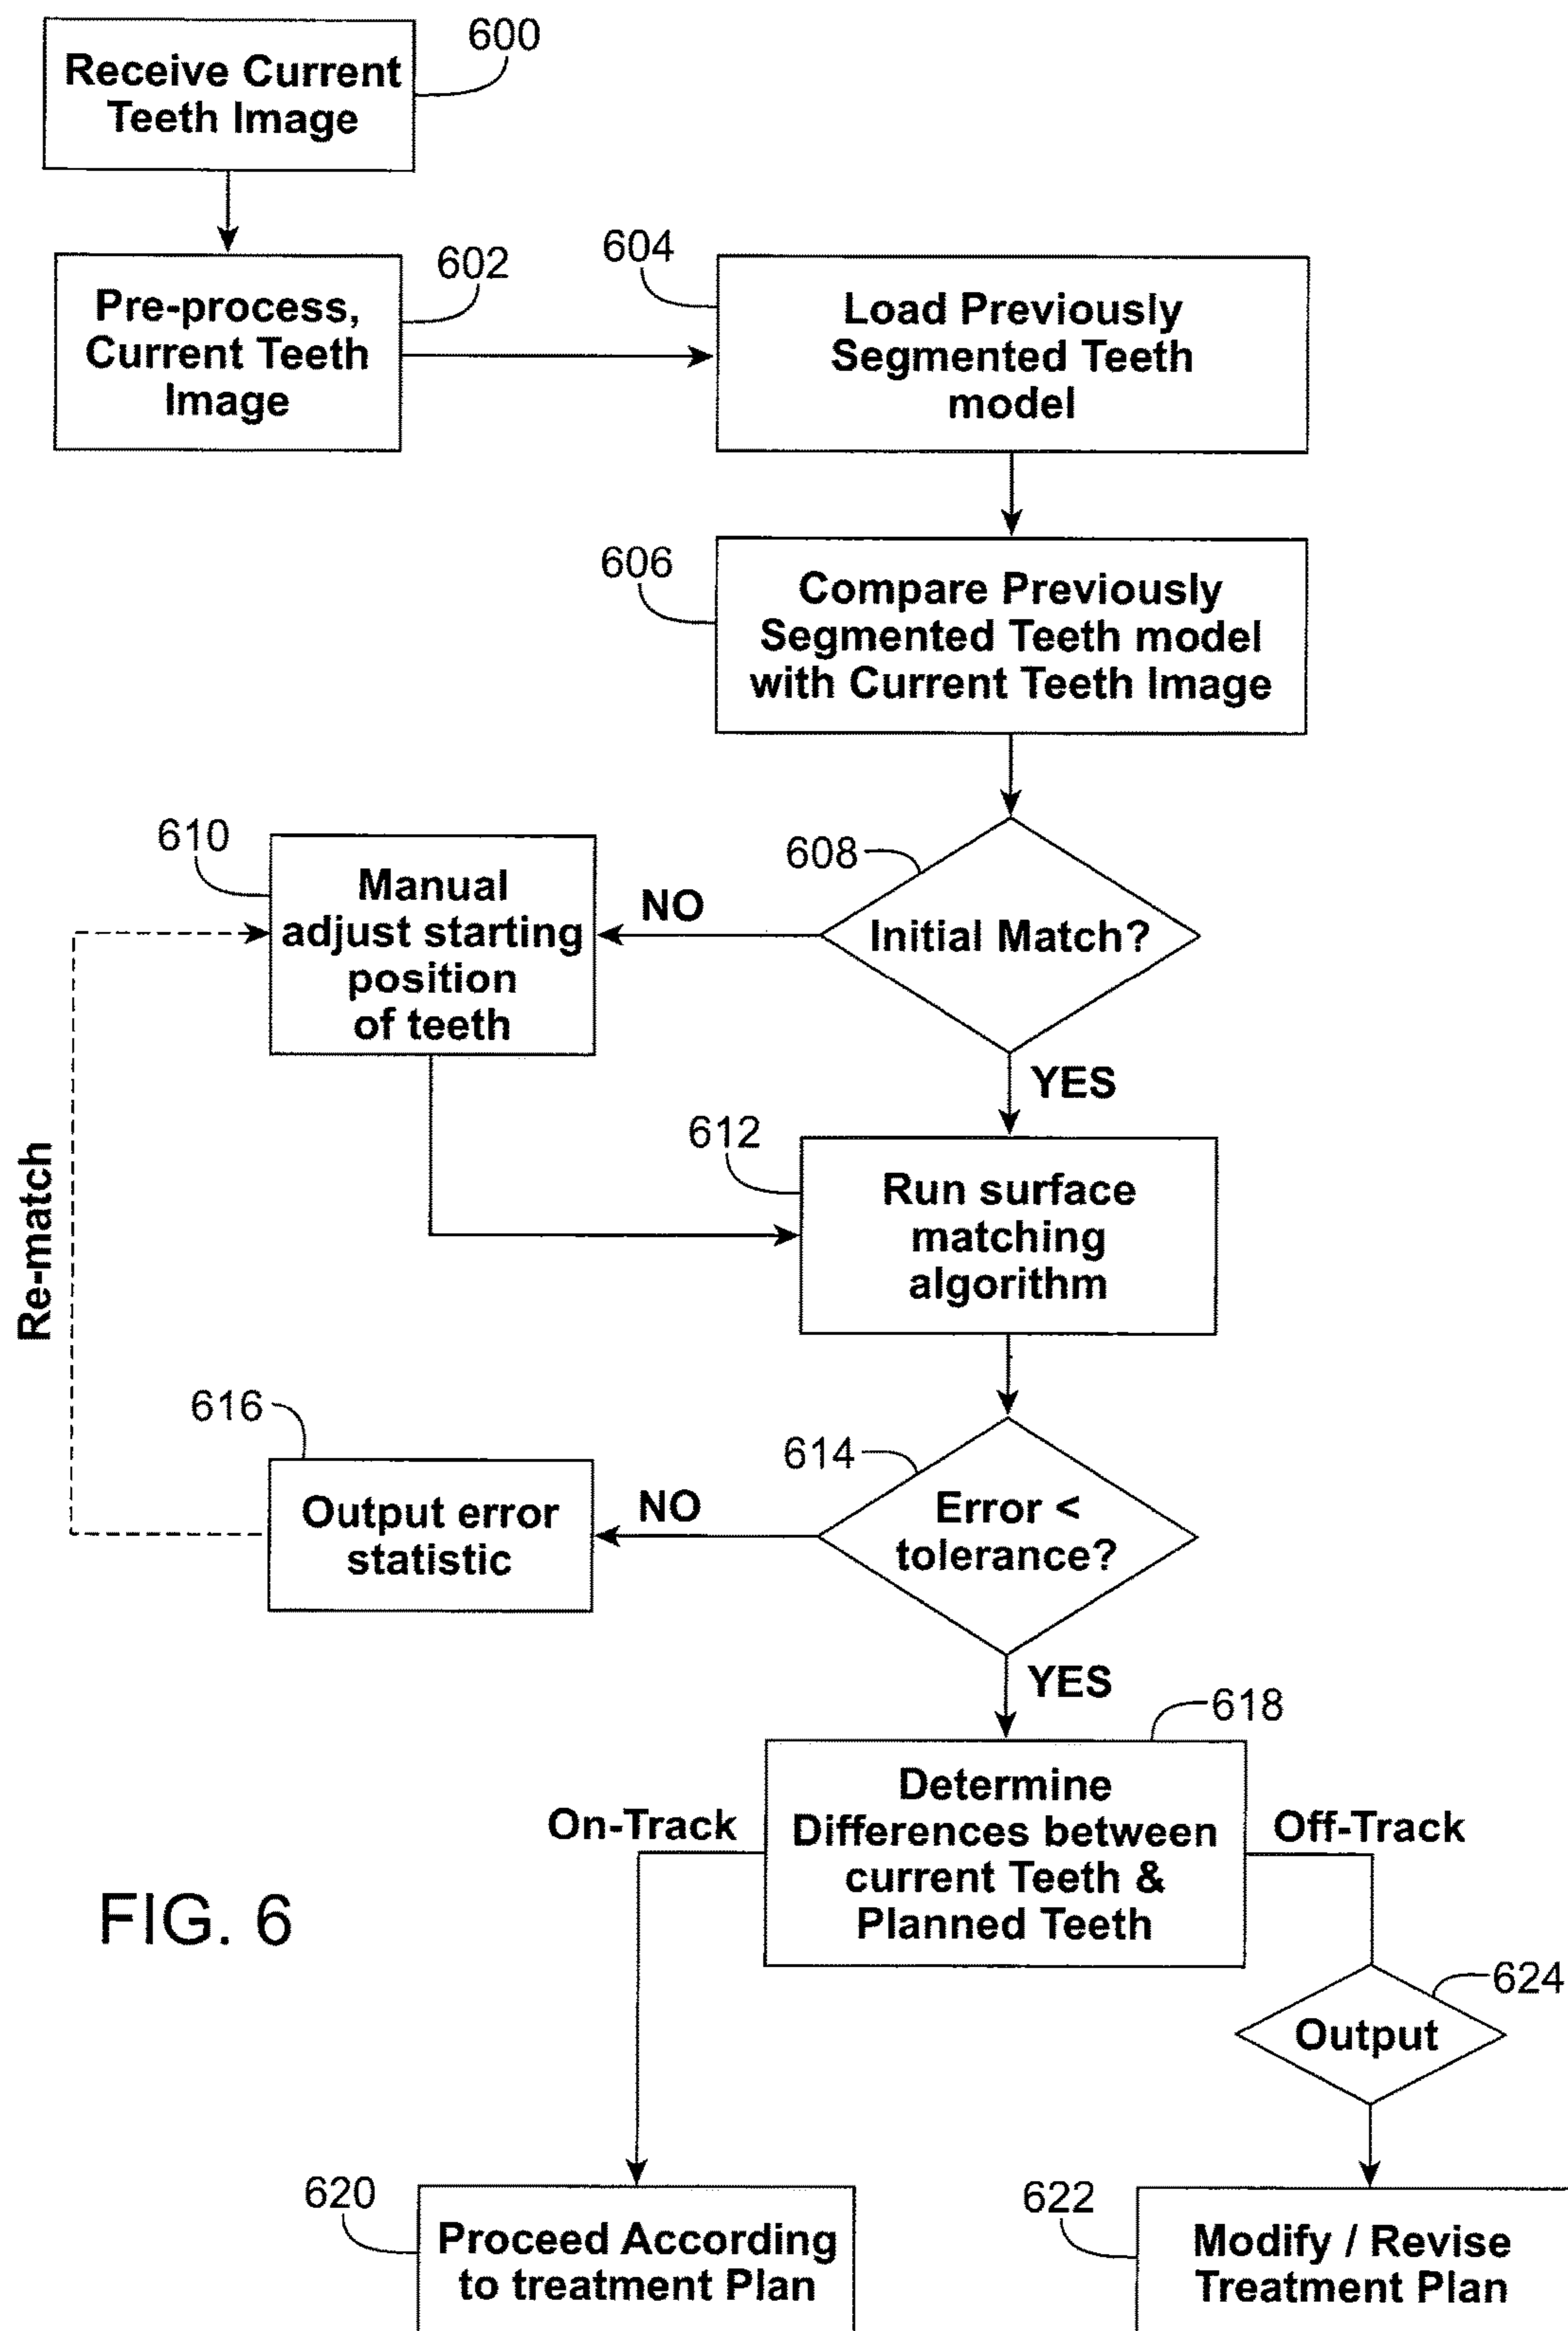 600
Receive Current
Teeth Image
602
Pre-process,
Current Teeth
Image
604
Load Previously
Segmented Teeth
model
606
Compare Previously
Segmented Teeth model
with Current Teeth Image
608
Initial Match?
NO
610
Manual
adjust starting
position
of teeth
YES
612
Run surface
matching
algorithm
Re-match
614
Error <
tolerance?
NO
616
Output error
statistic
YES
618
Determine
Differences between
current Teeth &
Planned Teeth
On-Track
Off-Track
FIG. 6
624
Output
620
Proceed According
to treatment Plan
622
Modify / Revise
Treatment Plan